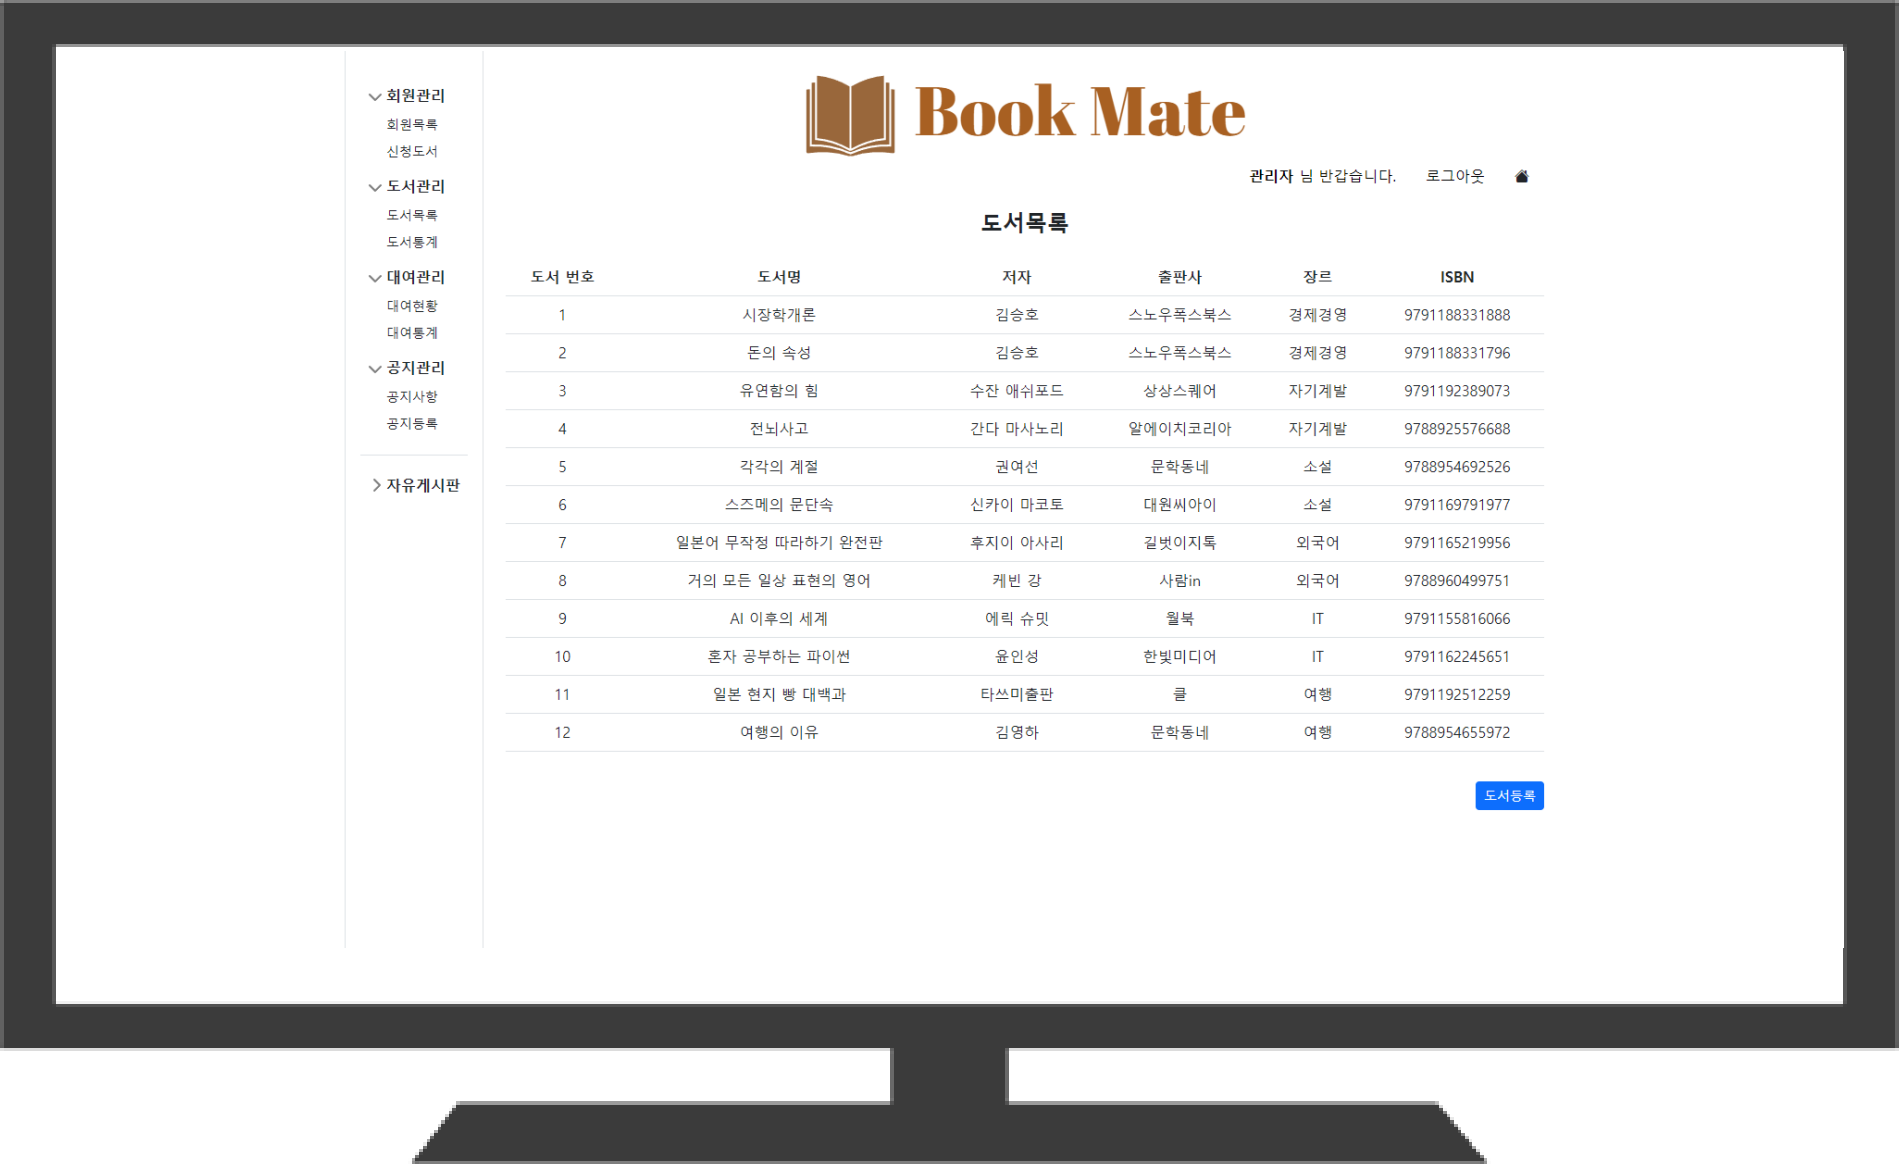 회원관리
회원목록
신청도서
도서관리
도서목록
도서통계
대여관리
대여현황
대여통계
공지관리
공지사항
공지등록
자유게시판
Book Mate
관리자 님 반갑습니다. 로그아웃
도서목록
도서 번호 도서명 저자 출판사 장르 ISBN
1 시장학개론 김승호 스노우폭스북스 경제경영 9791188331888
2 돈의 속성 김승호 스노우폭스북스 경제경영 9791188331796
3 유연함의 힘 수잔 애쉬포드 상상스퀘어 자기계발 9791192389073
4 전뇌사고 간다 마사노리 알에이치코리아 자기계발 9788925576688
5 각각의 계절 권여선 문학동네 소설 9788954692526
6 스즈메의 문단속 신카이 마코토 대원씨아이 소설 9791169791977
7 일본어 무작정 따라하기 완전판 후지이 아사리 길벗이지톡 외국어 9791165219956
8 거의 모든 일상 표현의 영어 케빈 강 사람in 외국어 9788960499751
9 AI 이후의 세계 에릭 슈밋 월북 IT 9791155816066
10 혼자 공부하는 파이썬 윤인성 한빛미디어 IT 9791162245651
11 일본 현지 빵 대백과 타쓰미출판 클 여행 9791192512259
12 여행의 이유 김영하 문학동네 여행 9788954655972
도서등록